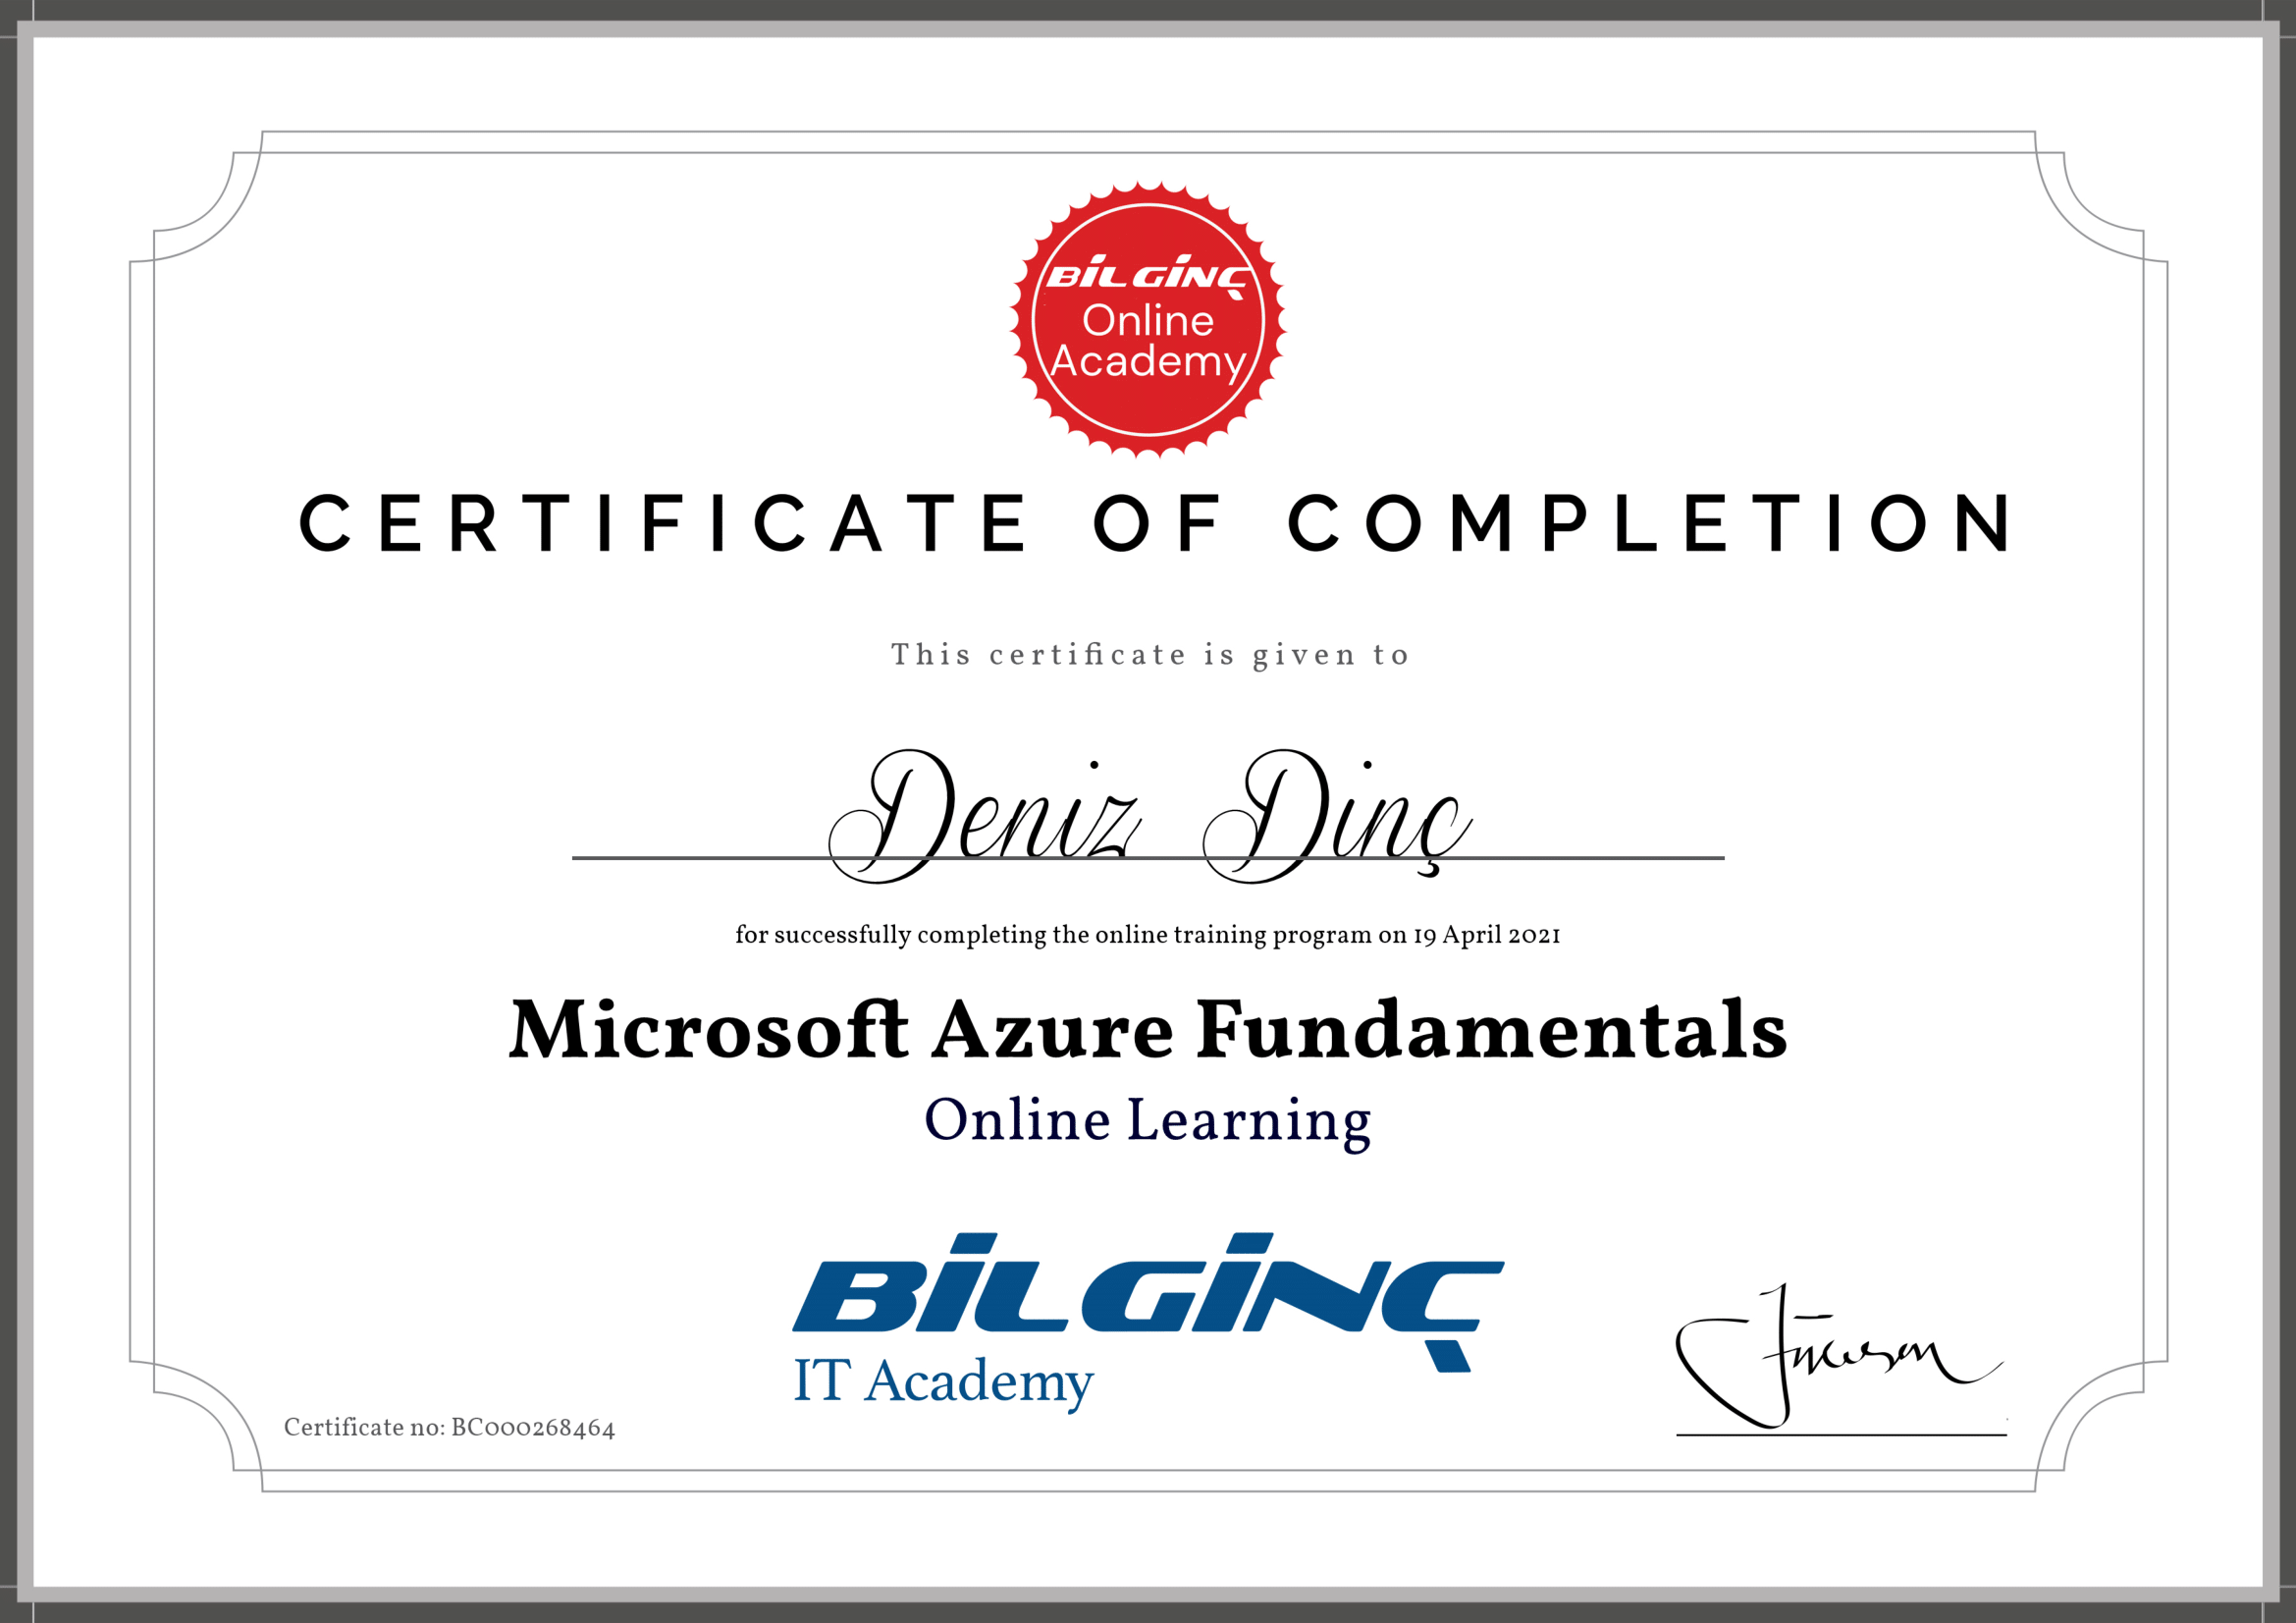 BİLGİNÇ
Online
Academy
CERTIFICATE OF COMPLETION
This certificate is given to
Deniz Dinç
for successfully completing the online training program on 19 April 2021
Microsoft Azure Fundamentals
Online Learning
BİLGİNÇ
IT Academy
Certificate no: BC000268464